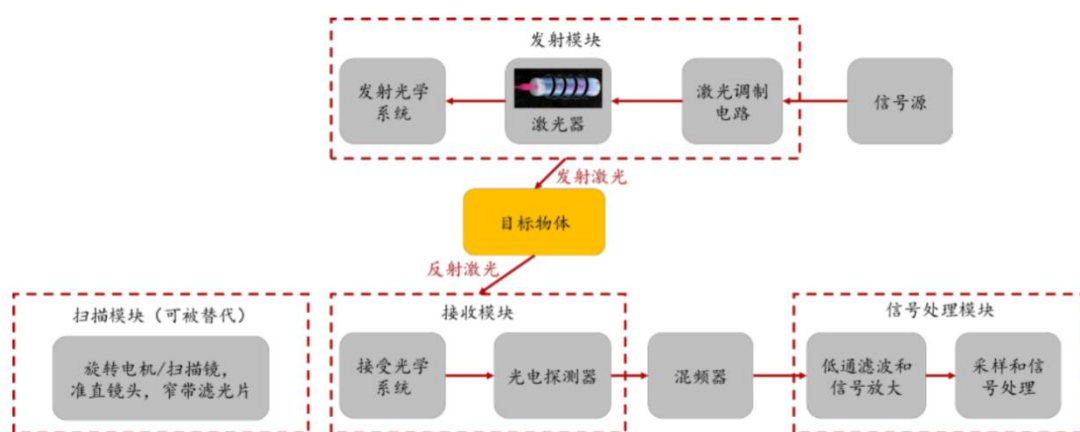 发射模块
发射光学
系统
激光器
激光调制
电路
信号源
发射激光
目标物体
反射激光
扫描模块（可被替代）
旋转电机/扫描镜，
准直镜头，窄带滤光片
接收模块
接受光学
系统
光电探测器
混频器
信号处理模块
低通滤波和
信号放大
采样和信
号处理